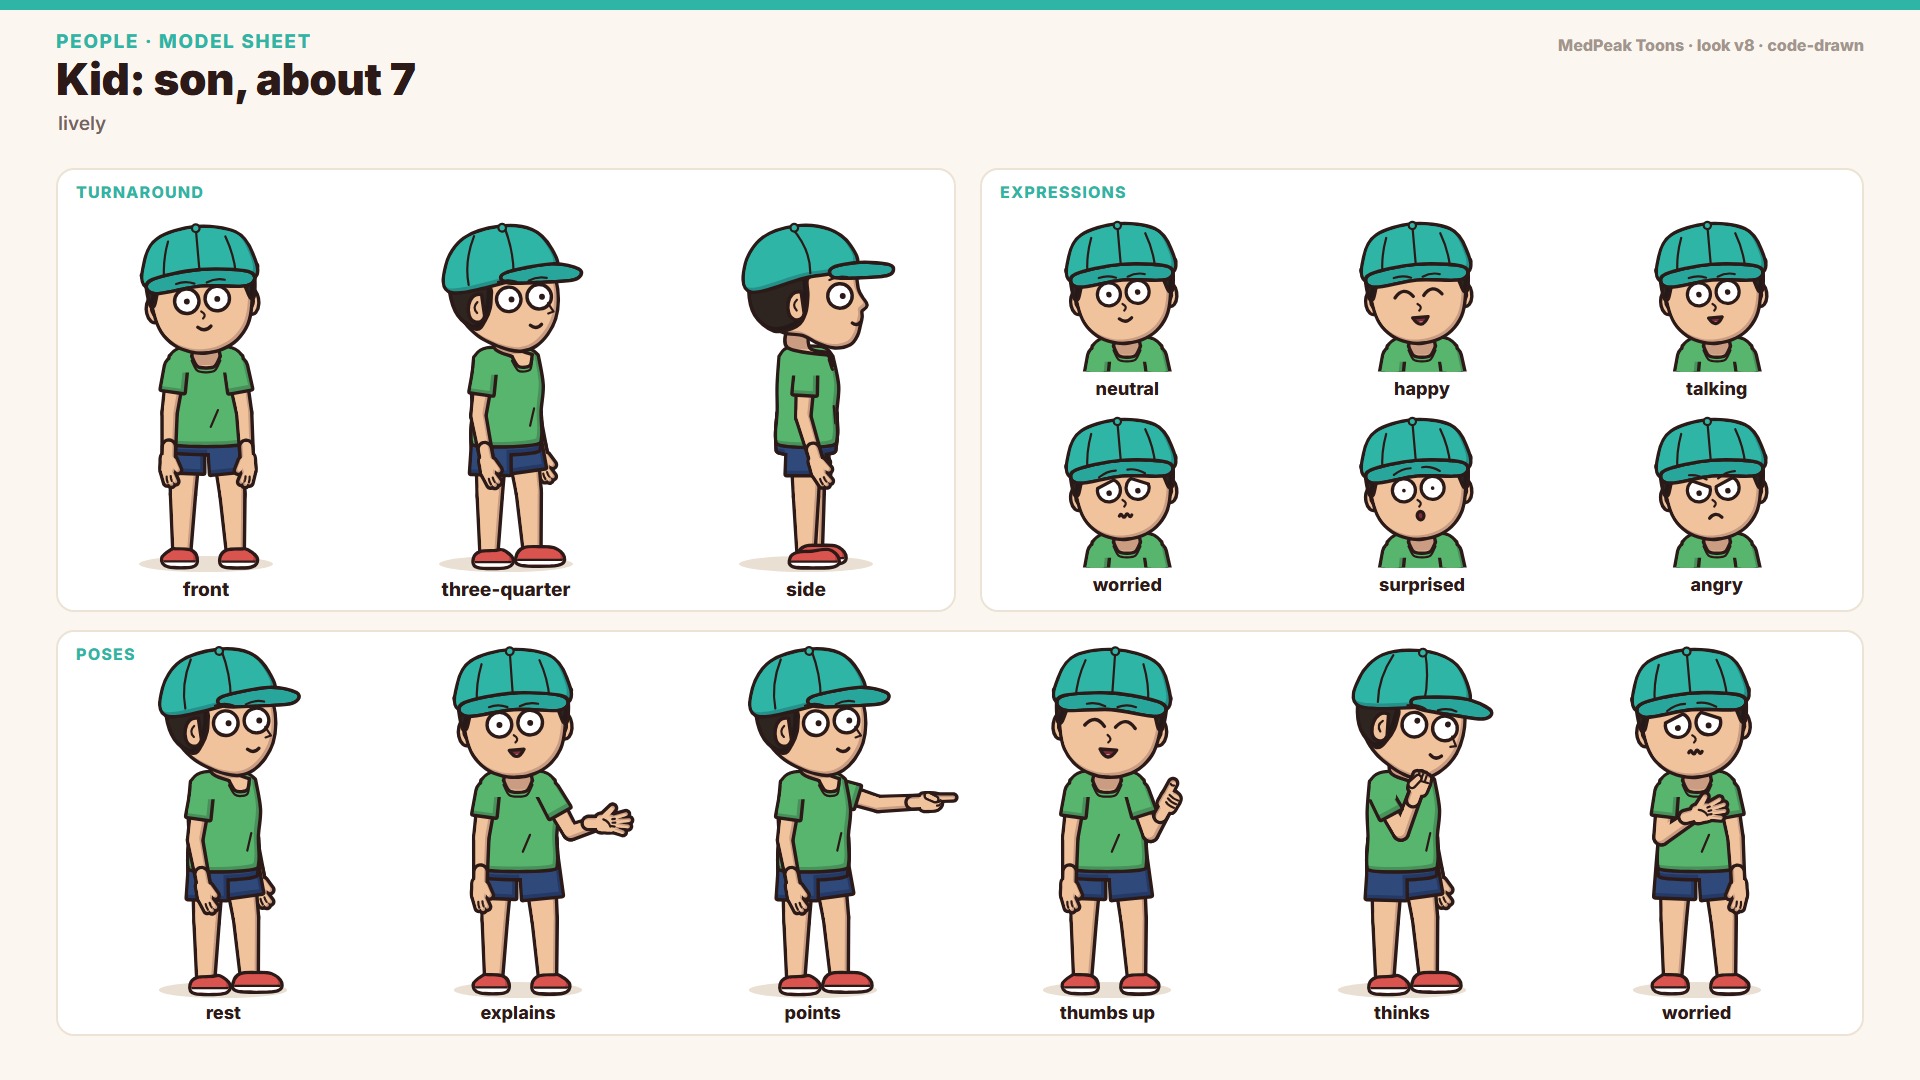 PEOPLE · MODEL SHEET
MedPeak Toons · look v8 · code-drawn
Kid: son, about 7
lively
TURNAROUND
front
three-quarter
side
EXPRESSIONS
neutral
happy
talking
worried
surprised
angry
POSES
rest
explains
points
thumbs up
thinks
worried